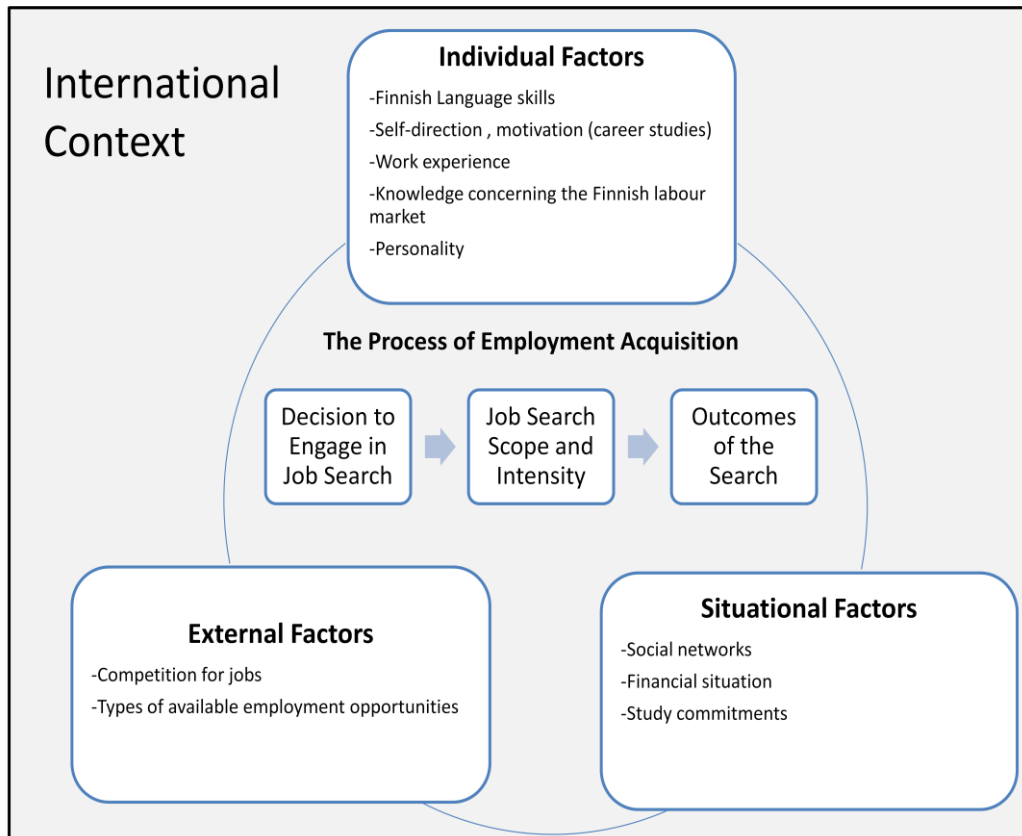 International
Context
Individual Factors
-Finnish Language skills
-Self-direction , motivation (career studies)
-Work experience
-Knowledge concerning the Finnish labour
market
-Personality
The Process of Employment Acquisition
Decision to
Engage in
Job Search
Job Search
Scope and
Intensity
Outcomes
of the
Search
External Factors
-Competition for jobs
-Types of available employment opportunities
Situational Factors
-Social networks
-Financial situation
-Study commitments